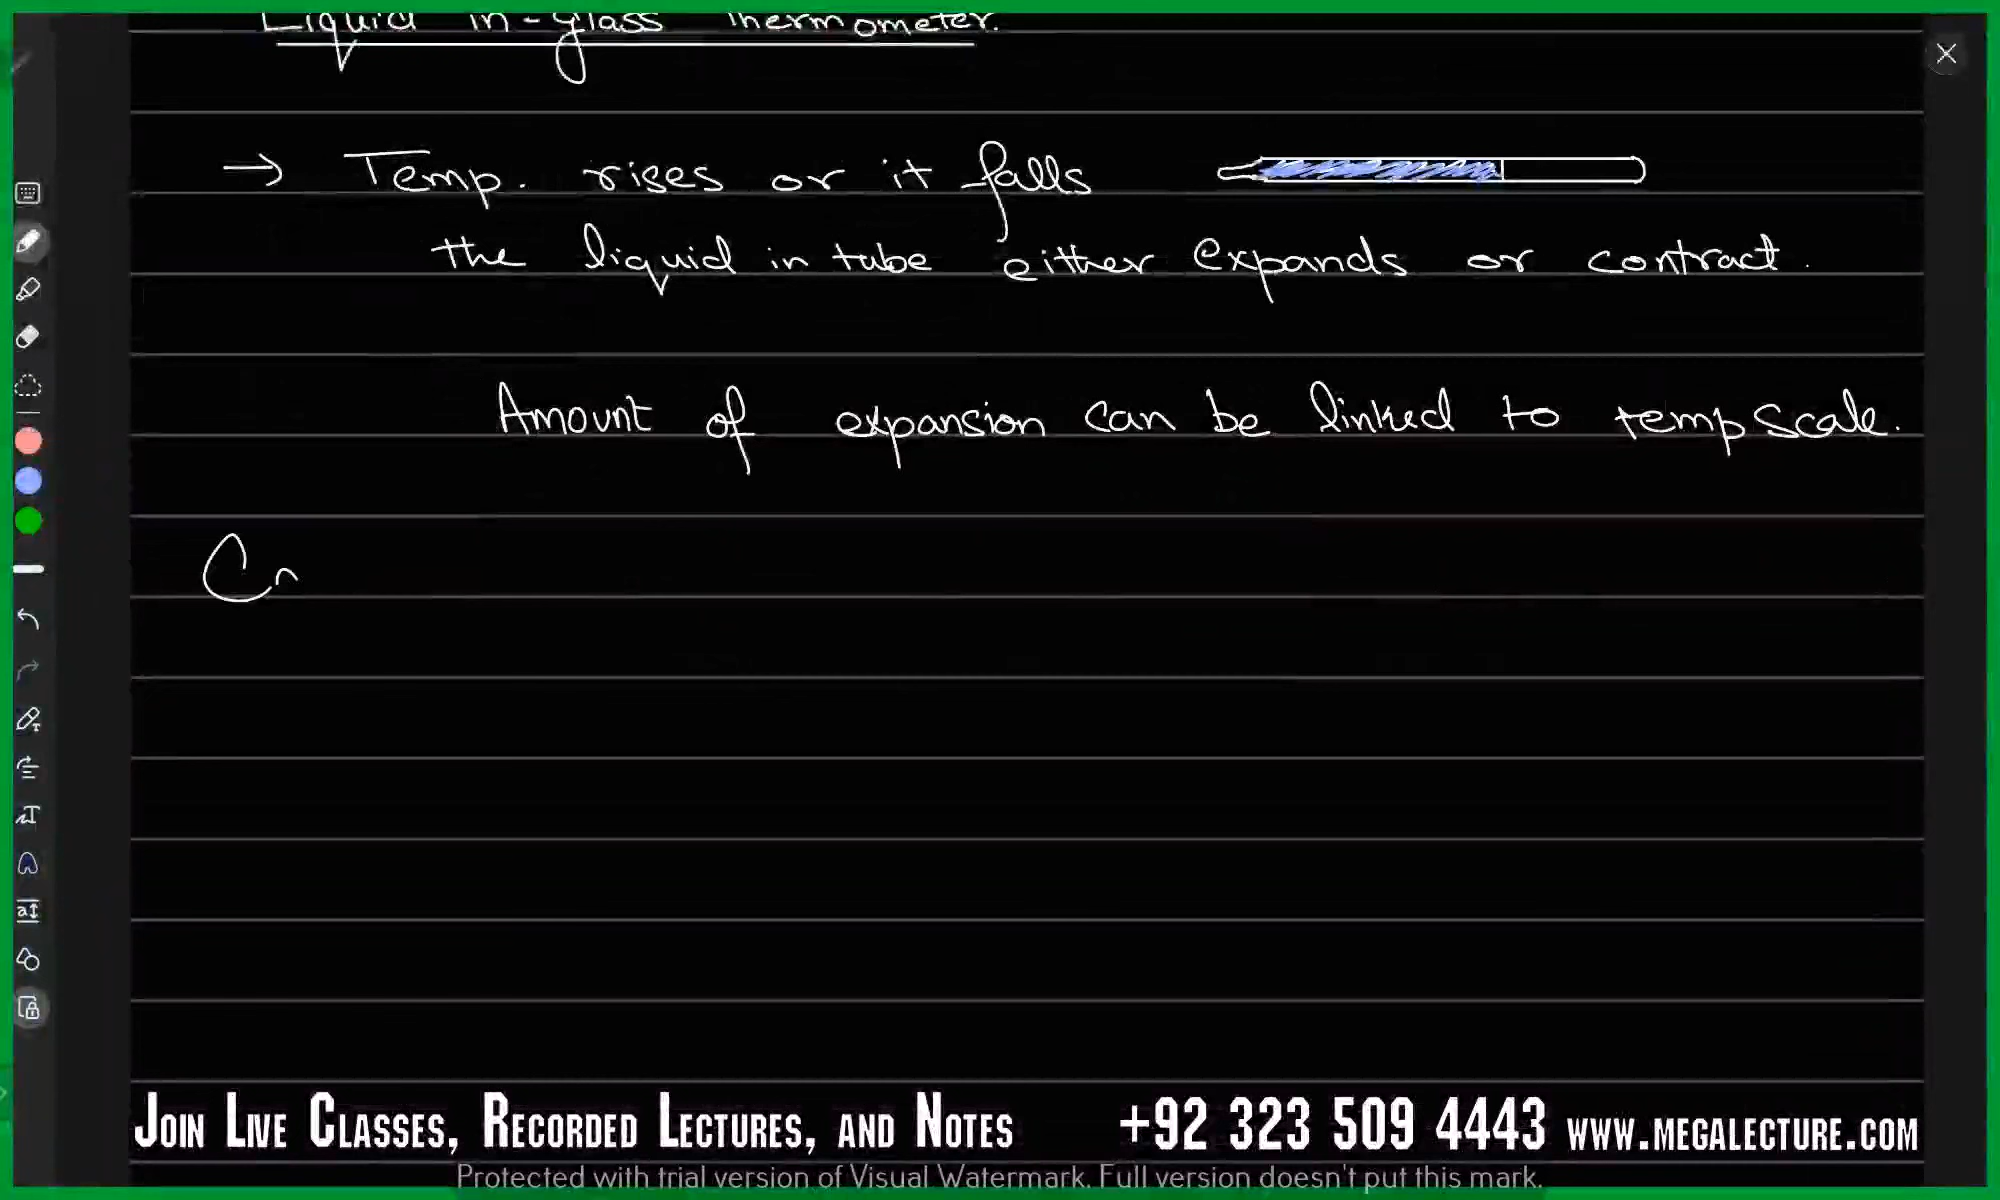 Liquid in-glass thermometer.
→ Temp. rises or it falls
the liquid in tube either expands or contract.
Amount of expansion can be linked to temp scale.
Cn
JOIN LIVE CLASSES, RECORDED LECTURES, AND NOTES +92 323 509 4443 WWW.MEGALECTURE.COM
Protected with trial version of Visual Watermark. Full version doesn't put this mark.